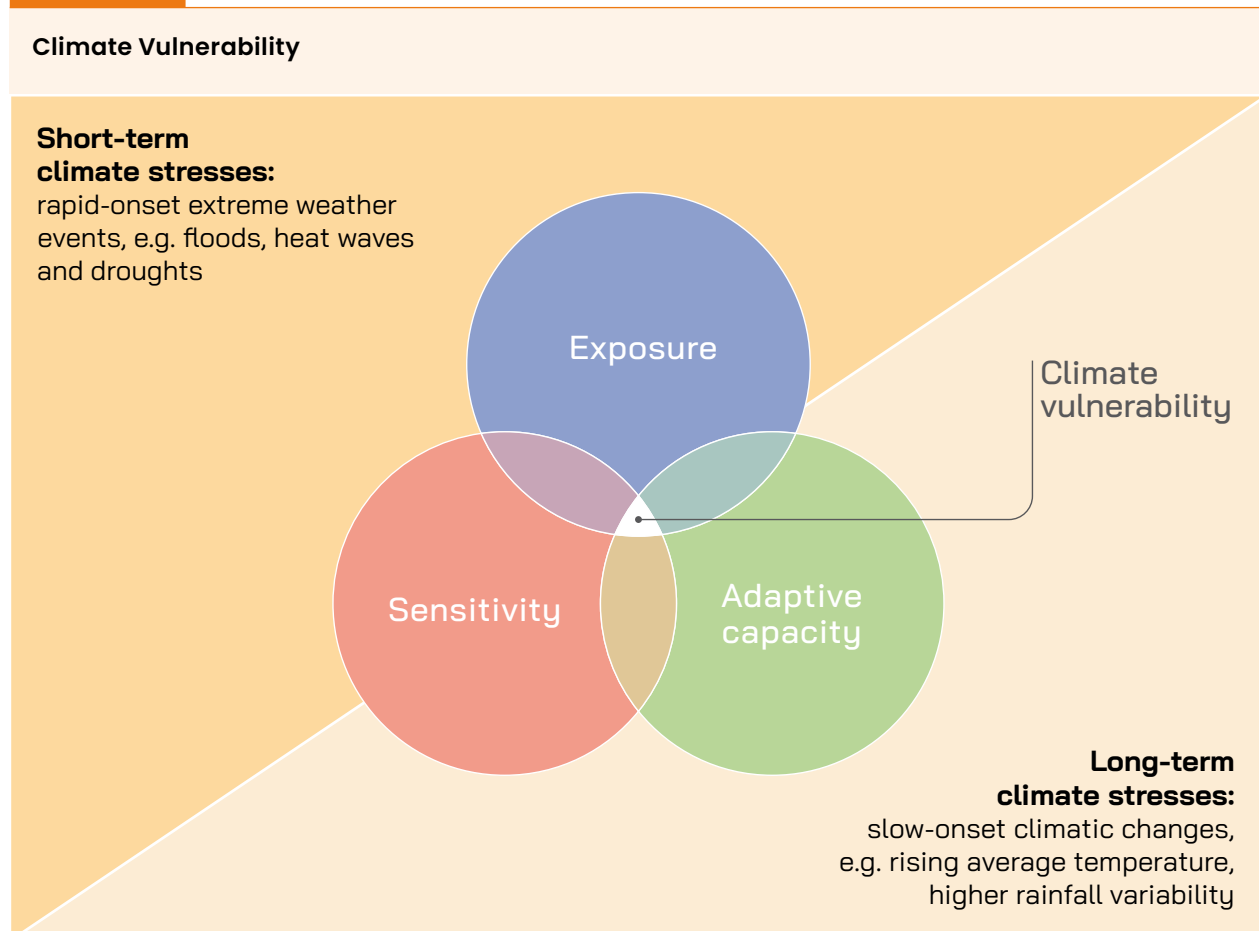 Climate Vulnerability
Short-term
climate stresses:
rapid-onset extreme weather
events, e.g. floods, heat waves
and droughts
Exposure
Climate
vulnerability
Sensitivity
Adaptive
capacity
Long-term
climate stresses:
slow-onset climatic changes,
e.g. rising average temperature,
higher rainfall variability